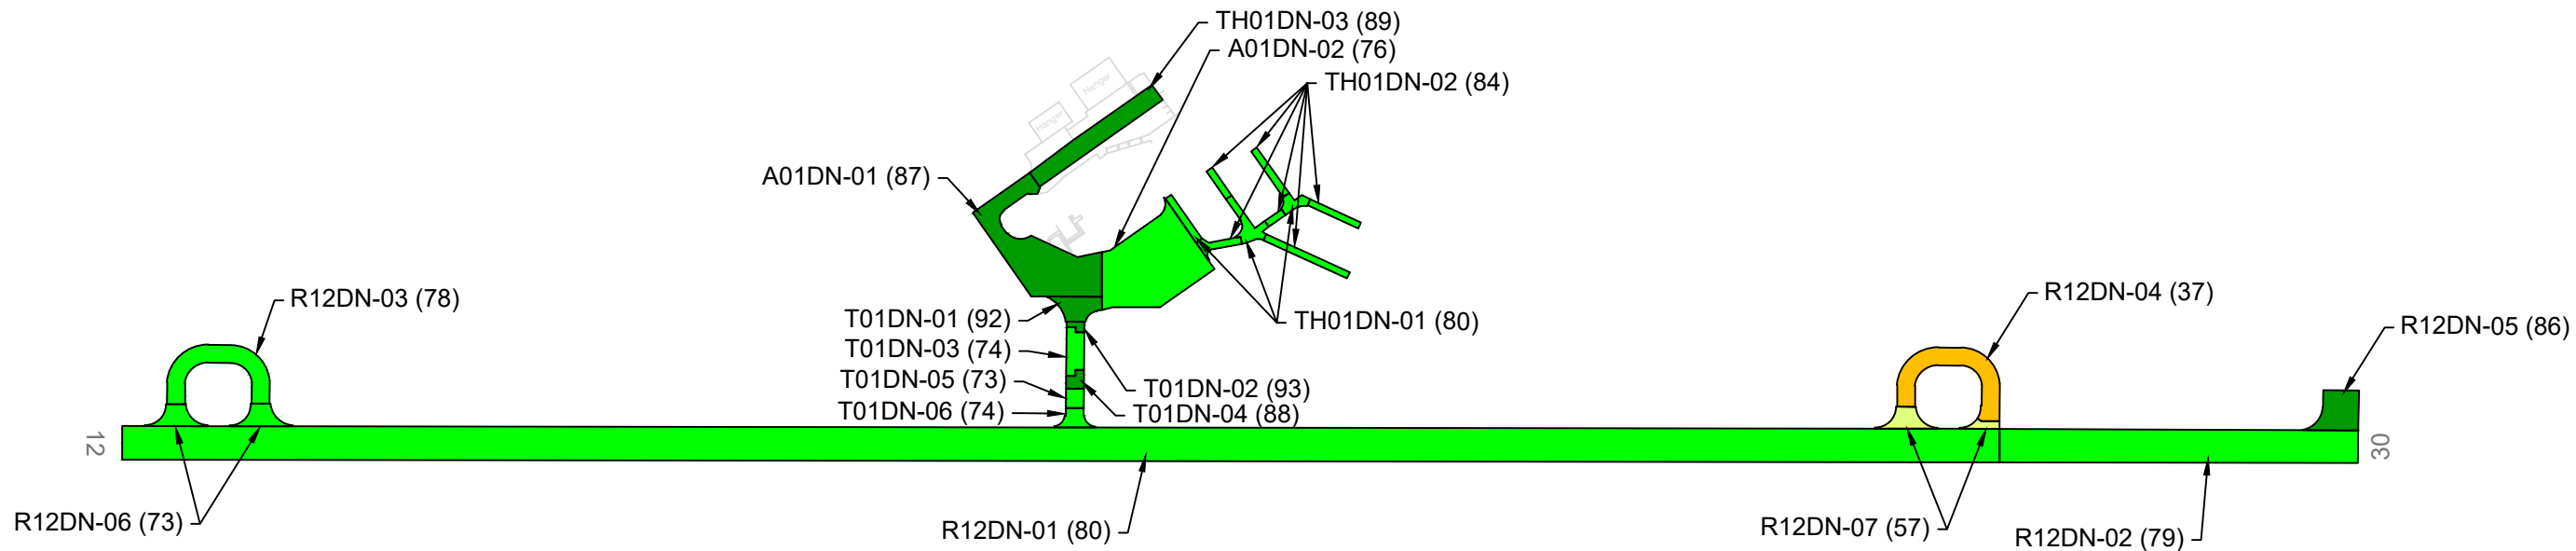 TH01DN-03 (89)
A01DN-02 (76)
TH01DN-02 (84)
Hanger
Hanger
A01DN-01 (87)
R12DN-03 (78)
R12DN-04 (37)
T01DN-01 (92)
TH01DN-01 (80)
R12DN-05 (86)
T01DN-03 (74)
T01DN-05 (73)
T01DN-02 (93)
T01DN-06 (74)
T01DN-04 (88)
12
30
R12DN-06 (73)
R12DN-01 (80)
R12DN-07 (57)
R12DN-02 (79)